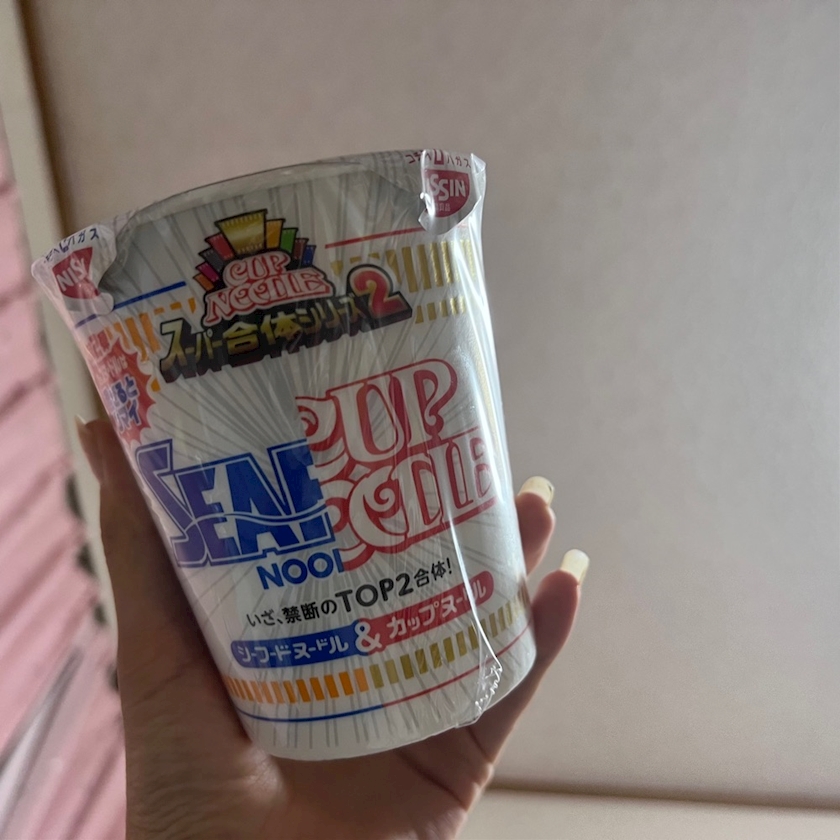 NISSIN
CUP
NOODLE
スーパー合体シリーズ2
SEAF
NOOD
CUP
NOODLE
いざ、禁断のTOP2合体!
シーフードヌードル & カップヌードル